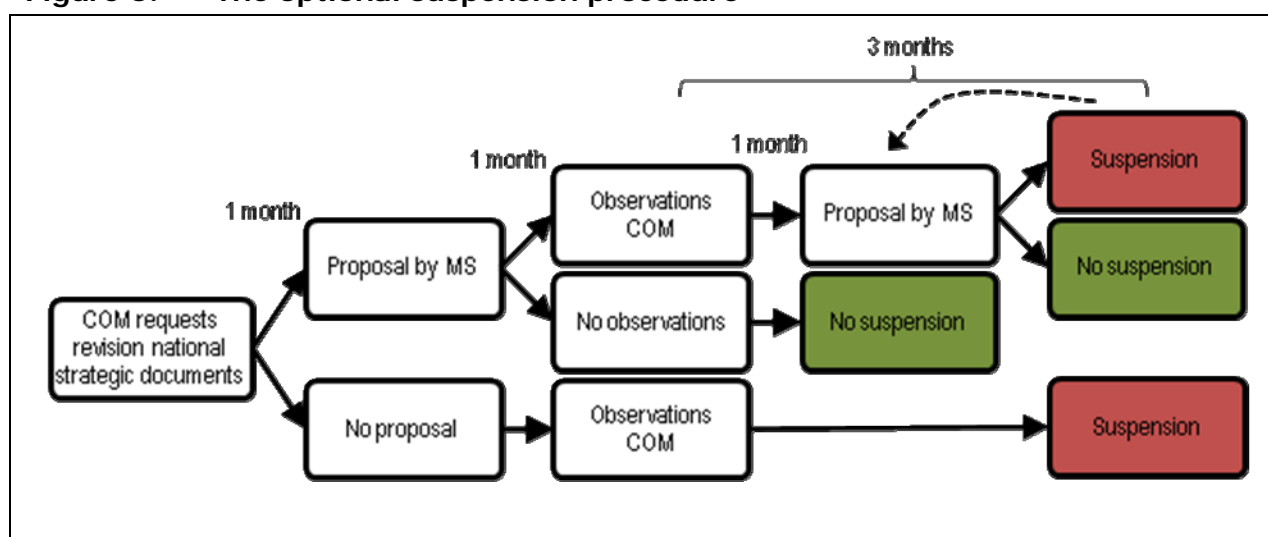 Figure The optional suspension procedure
3 months
1 month
1 month
1 month
COM requests
revision national
strategic documents
Proposal by MS
No proposal
Observations
COM
No observations
Observations
COM
Proposal by MS
No suspension
Suspension
No suspension
Suspension